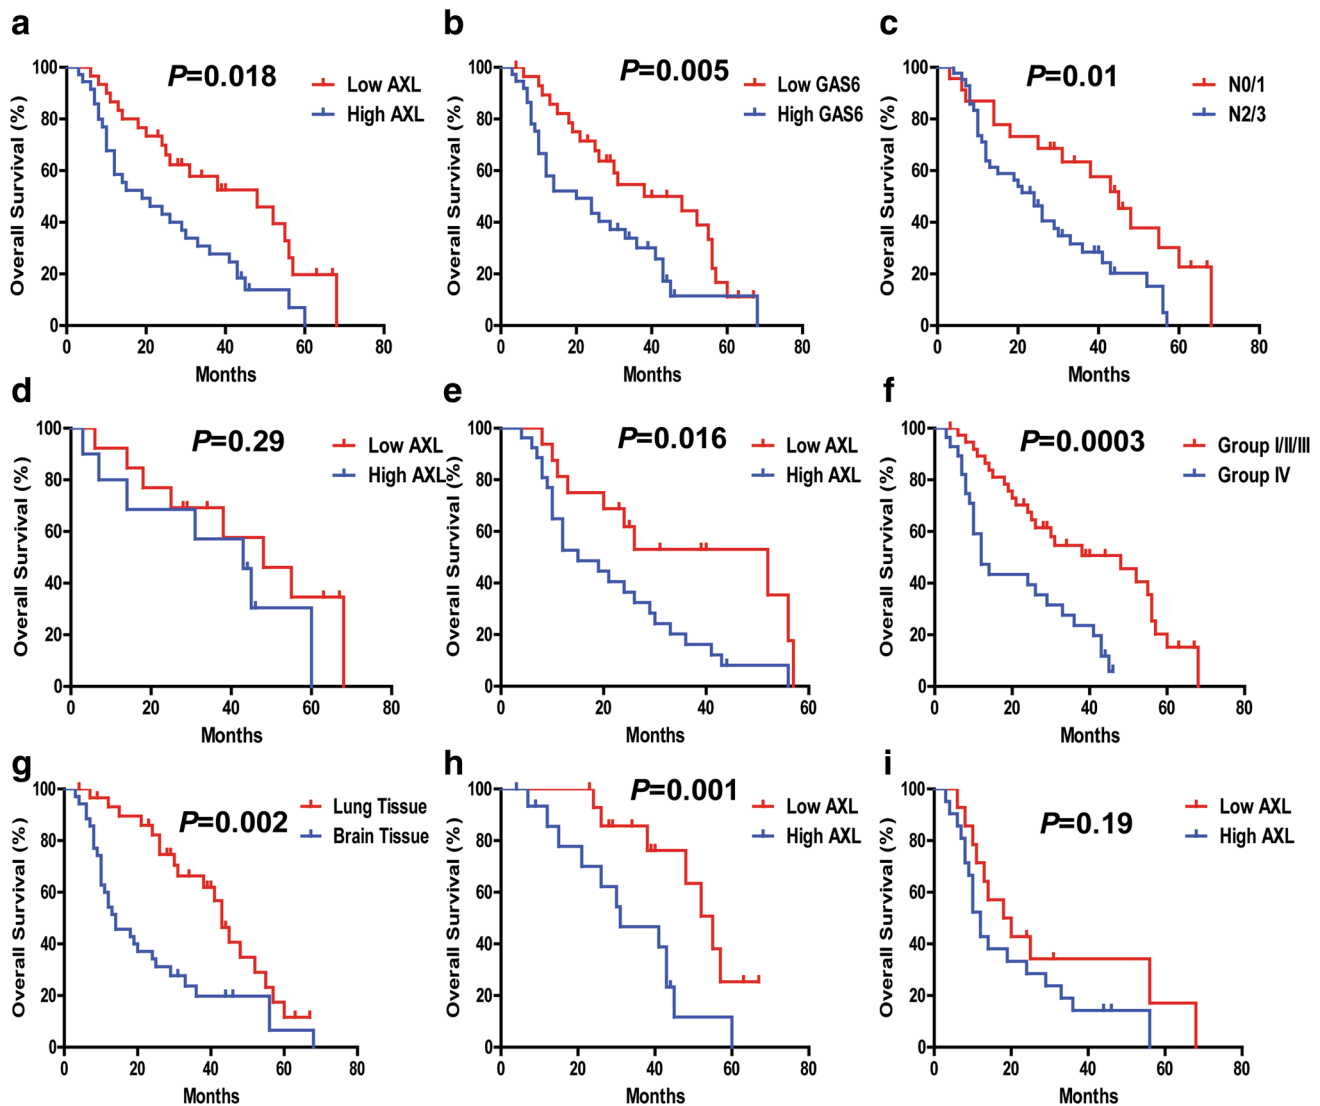 a
P=0.018
Low AXL
High AXL
Overall Survival (%)
100
80
60
40
20
0
0 20 40 60 80
Months
b
P=0.005
Low GAS6
High GAS6
Overall Survival (%)
100
80
60
40
20
0
0 20 40 60 80
Months
c
P=0.01
N0/1
N2/3
Overall Survival (%)
100
80
60
40
20
0
0 20 40 60 80
Months
d
P=0.29
Low AXL
High AXL
Overall Survival (%)
100
80
60
40
20
0
0 20 40 60 80
Months
e
P=0.016
Low AXL
High AXL
Overall Survival (%)
100
80
60
40
20
0
0 20 40 60
Months
f
P=0.0003
Group I/II/III
Group IV
Overall Survival (%)
100
80
60
40
20
0
0 20 40 60 80
Months
g
P=0.002
Lung Tissue
Brain Tissue
Overall Survival (%)
100
80
60
40
20
0
0 20 40 60 80
Months
h
P=0.001
Low AXL
High AXL
Overall Survival (%)
100
80
60
40
20
0
0 20 40 60 80
Months
i
P=0.19
Low AXL
High AXL
Overall Survival (%)
100
80
60
40
20
0
0 20 40 60 80
Months